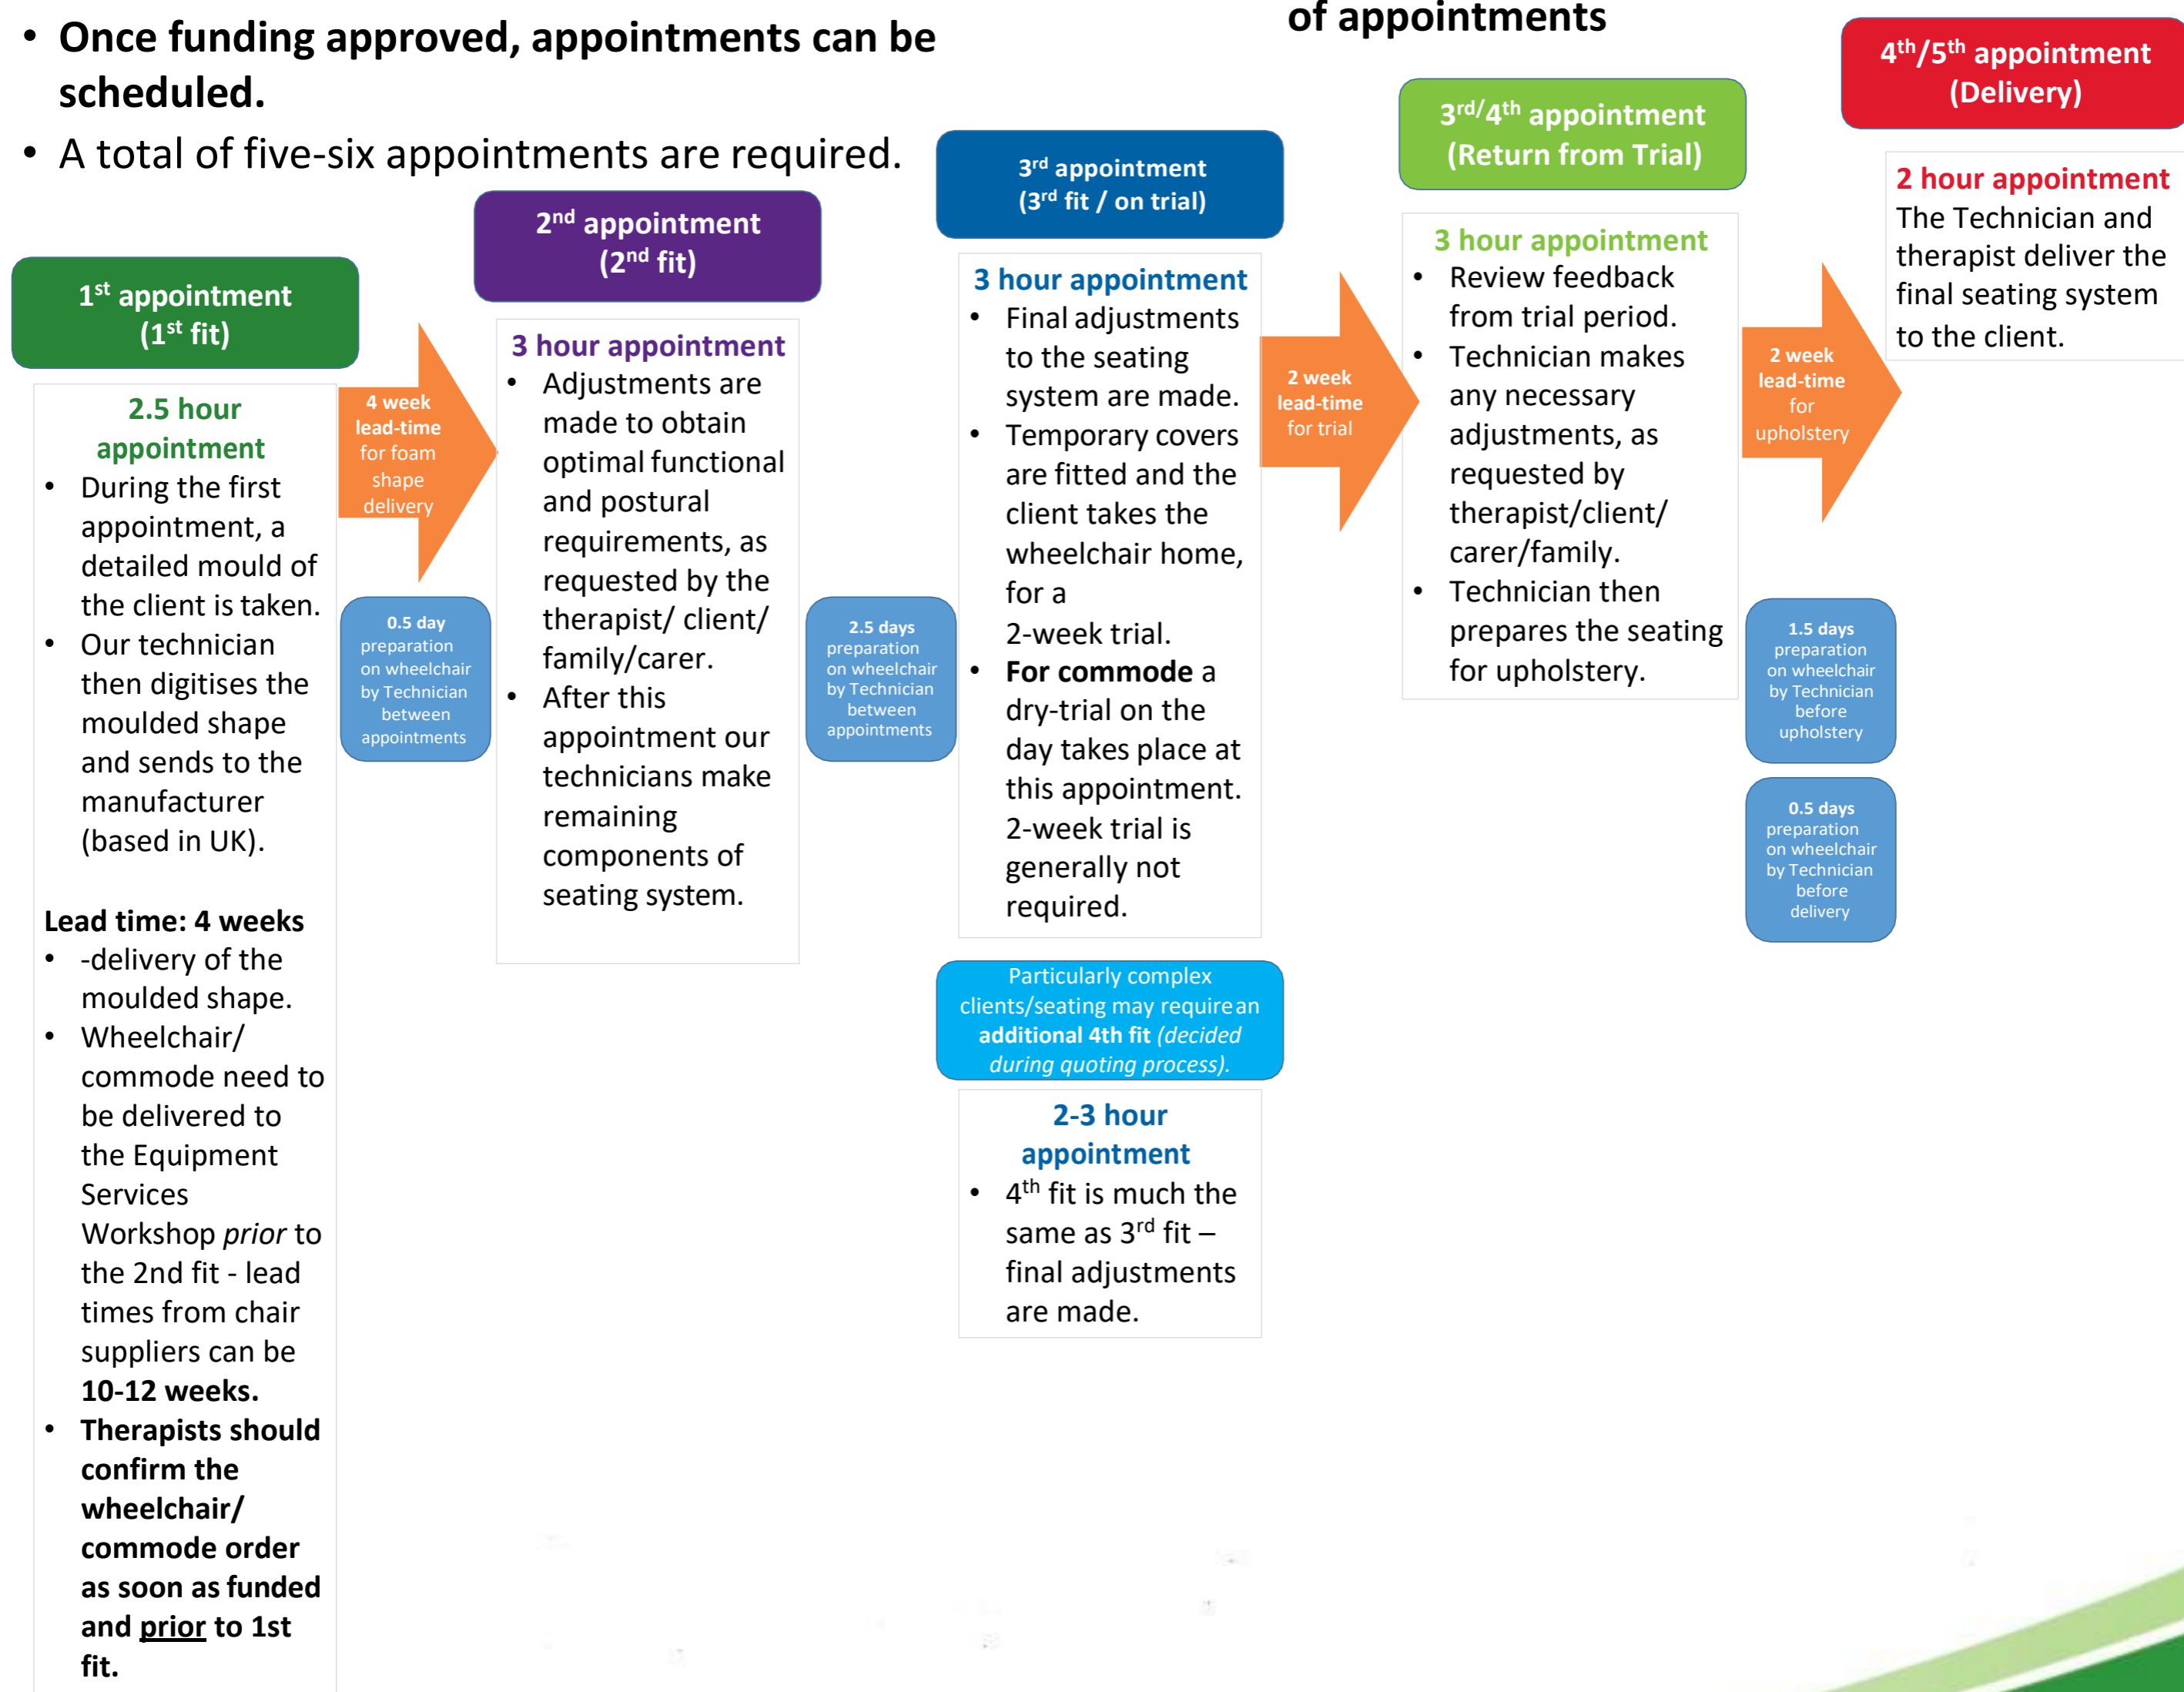 of appointments
• Once funding approved, appointments can be
scheduled.
• A total of five-six appointments are required.
1st appointment
(1st fit)
2.5 hour
appointment
• During the first
appointment, a
detailed mould of
the client is taken.
• Our technician
then digitises the
moulded shape
and sends to the
manufacturer
(based in UK).
Lead time: 4 weeks
• -delivery of the
moulded shape.
• Wheelchair/
commode need to
be delivered to
the Equipment
Services
Workshop prior to
the 2nd fit - lead
times from chair
suppliers can be
10-12 weeks.
• Therapists should
confirm the
wheelchair/
commode order
as soon as funded
and prior to 1st
fit.
4 week
lead-time
for foam
shape
delivery
0.5 day
preparation
on wheelchair
by Technician
between
appointments
2nd appointment
(2nd fit)
3 hour appointment
• Adjustments are
made to obtain
optimal functional
and postural
requirements, as
requested by the
therapist/ client/
family/carer.
• After this
appointment our
technicians make
remaining
components of
seating system.
2.5 days
preparation
on wheelchair
by Technician
between
appointments
3rd appointment
(3rd fit / on trial)
3 hour appointment
• Final adjustments
to the seating
system are made.
• Temporary covers
are fitted and the
client takes the
wheelchair home,
for a
2-week trial.
• For commode a
dry-trial on the
day takes place at
this appointment.
2-week trial is
generally not
required.
Particularly complex
clients/seating may require an
additional 4th fit (decided
during quoting process).
2-3 hour
appointment
• 4th fit is much the
same as 3rd fit –
final adjustments
are made.
2 week
lead-time
for trial
3rd/4th appointment
(Return from Trial)
3 hour appointment
• Review feedback
from trial period.
• Technician makes
any necessary
adjustments, as
requested by
therapist/client/
carer/family.
• Technician then
prepares the seating
for upholstery.
2 week
lead-time
for
upholstery
1.5 days
preparation
on wheelchair
by Technician
before
upholstery
0.5 days
preparation
on wheelchair
by Technician
before
delivery
4th/5th appointment
(Delivery)
2 hour appointment
The Technician and
therapist deliver the
final seating system
to the client.